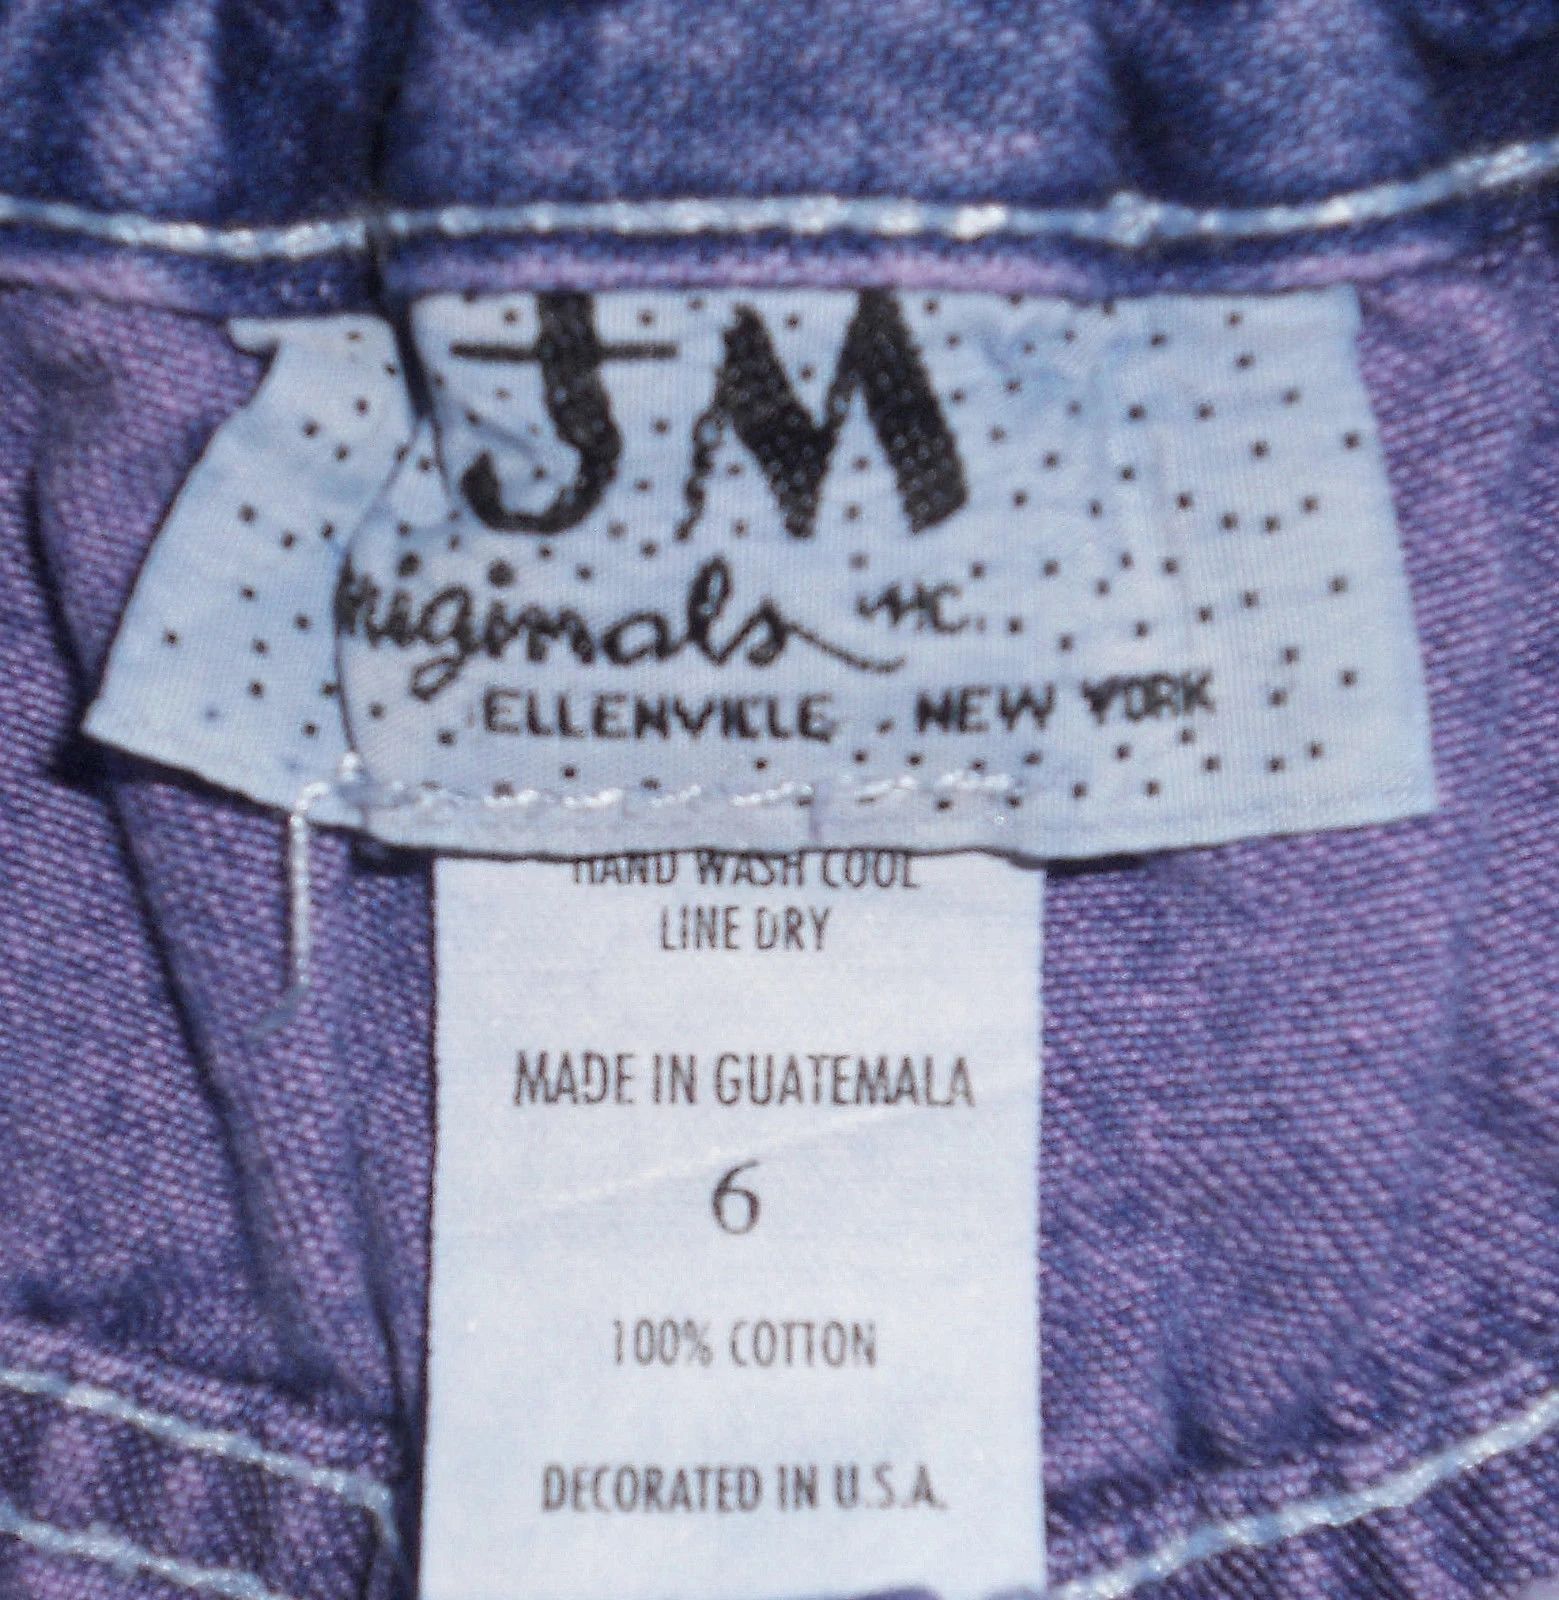 JM
Originals INC.
ELLENVILLE . NEW YORK
HAND WASH COOL
LINE DRY
MADE IN GUATEMALA
6
100% COTTON
DECORATED IN U.S.A.